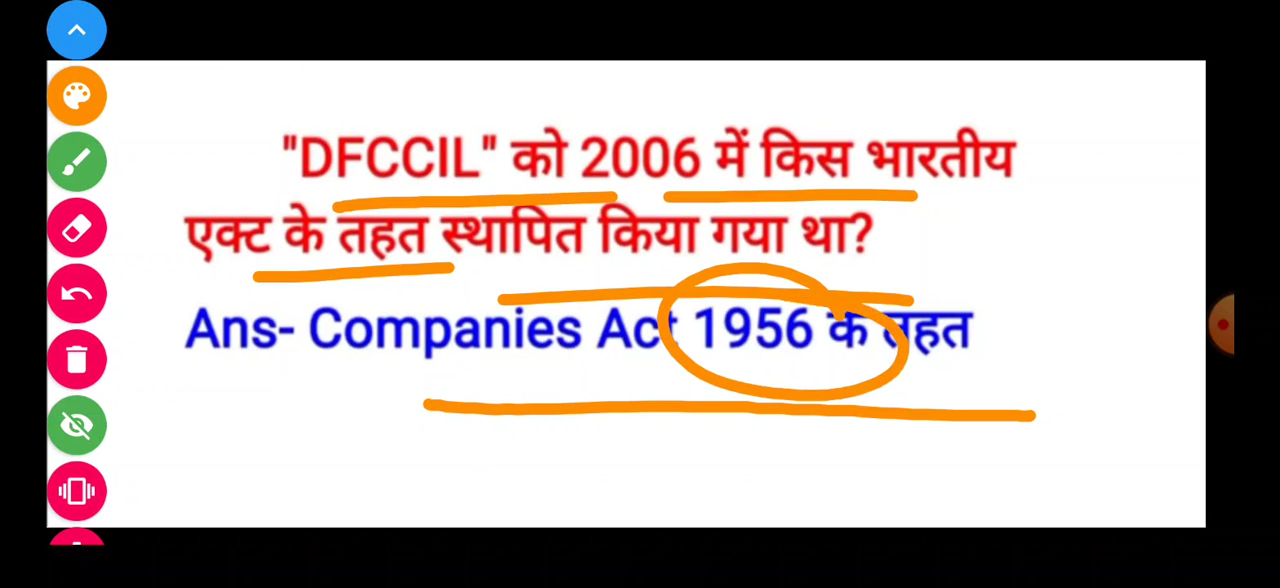 "DFCCIL" को 2006 में किस भारतीय
एक्ट के तहत स्थापित किया गया था?
Ans- Companies Act 1956 के तहत